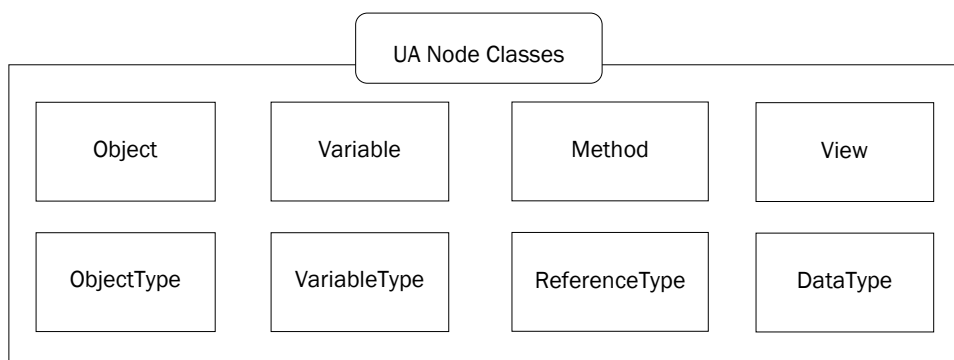 UA Node Classes
Object
Variable
Method
View
ObjectType
VariableType
ReferenceType
DataType